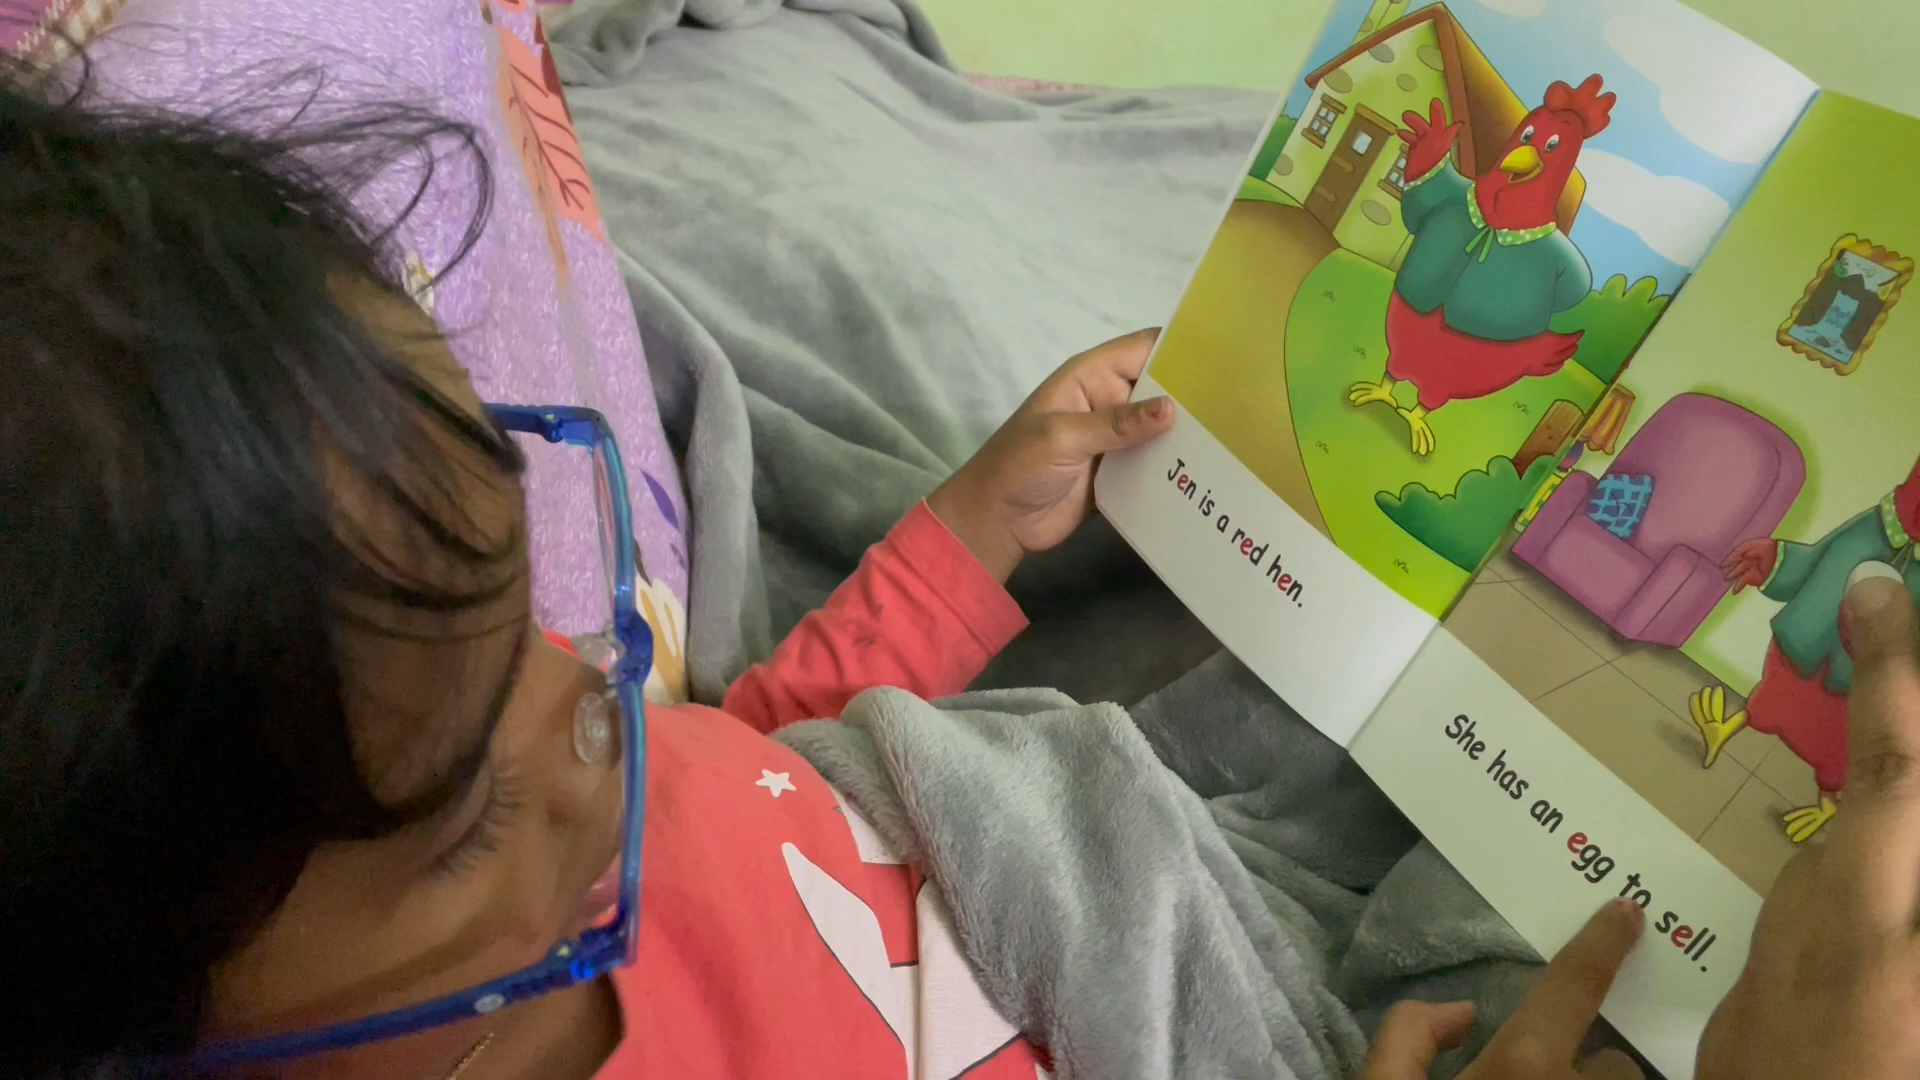 Jen is a red hen.
She has an egg to sell.